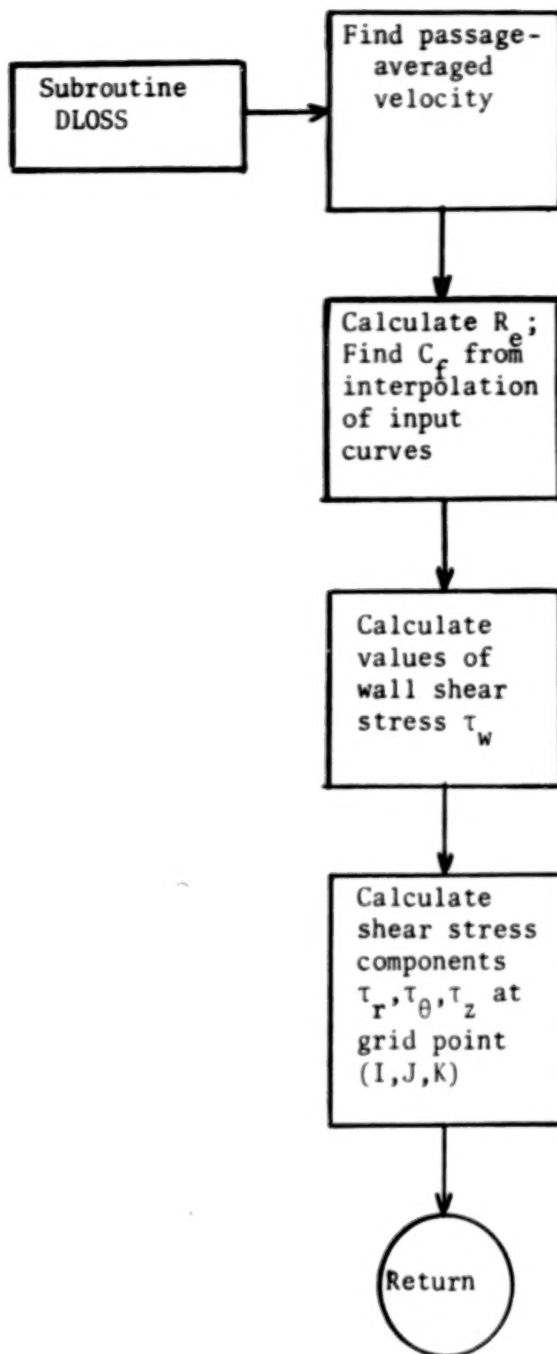 Subroutine
DLOSS
Find passage-
averaged
velocity
Calculate R_e;
Find C_f from
interpolation
of input
curves
Calculate
values of
wall shear
stress τ_w
Calculate
shear stress
components
τ_r,τ_θ,τ_z at
grid point
(I,J,K)
Return